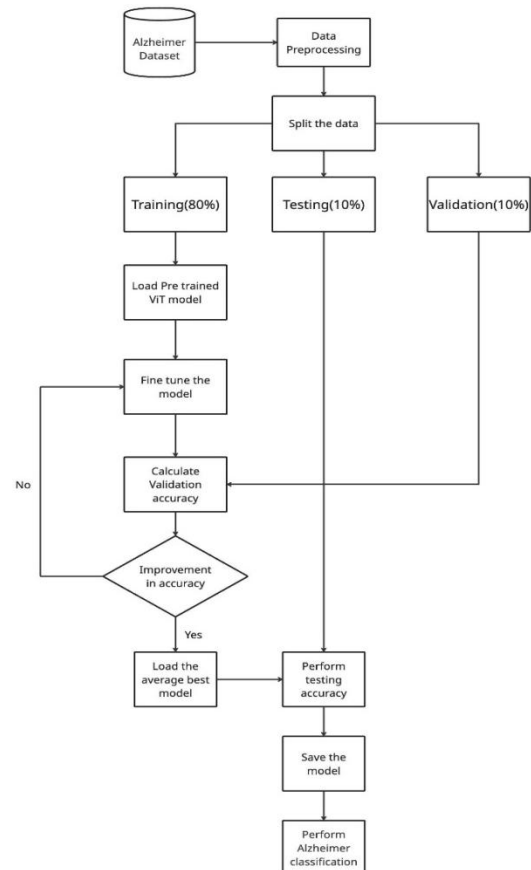 Alzheimer
Dataset
Data
Preprocessing
Split the data
Training(80%)
Testing(10%)
Validation(10%)
Load Pre trained
ViT model
Fine tune the
model
No
Calculate
Validation
accuracy
Improvement
in accuracy
Yes
Load the
average best
model
Perform
testing
accuracy
Save the
model
Perform
Alzheimer
classification